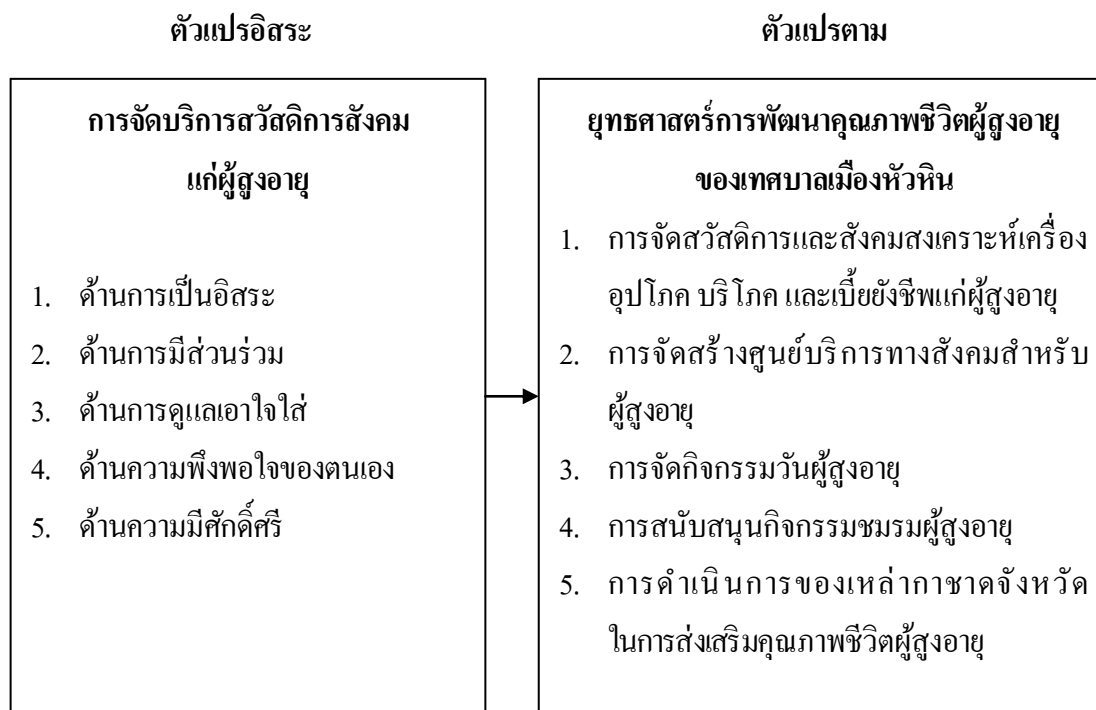 ตัวแปรอิสระ
ตัวแปรตาม
การจัดบริการสวัสดิการสังคม
แก่ผู้สูงอายุ
1. ด้านการเป็นอิสระ
2. ด้านการมีส่วนร่วม
3. ด้านการดูแลเอาใจใส่
4. ด้านความพึงพอใจของตนเอง
5. ด้านความมีศักดิ์ศรี
ยุทธศาสตร์การพัฒนาคุณภาพชีวิตผู้สูงอายุ
ของเทศบาลเมืองหัวหิน
1. การจัดสวัสดิการและสังคมสงเคราะห์เครื่อง
อุปโภค บริโภค และเบี้ยยังชีพแก่ผู้สูงอายุ
2. การจัดสร้างศูนย์บริการทางสังคมสำหรับ
ผู้สูงอายุ
3. การจัดกิจกรรมวันผู้สูงอายุ
4. การสนับสนุนกิจกรรมชมรมผู้สูงอายุ
5. การดำเนินการของเหล่ากาชาดจังหวัด
ในการส่งเสริมคุณภาพชีวิตผู้สูงอายุ